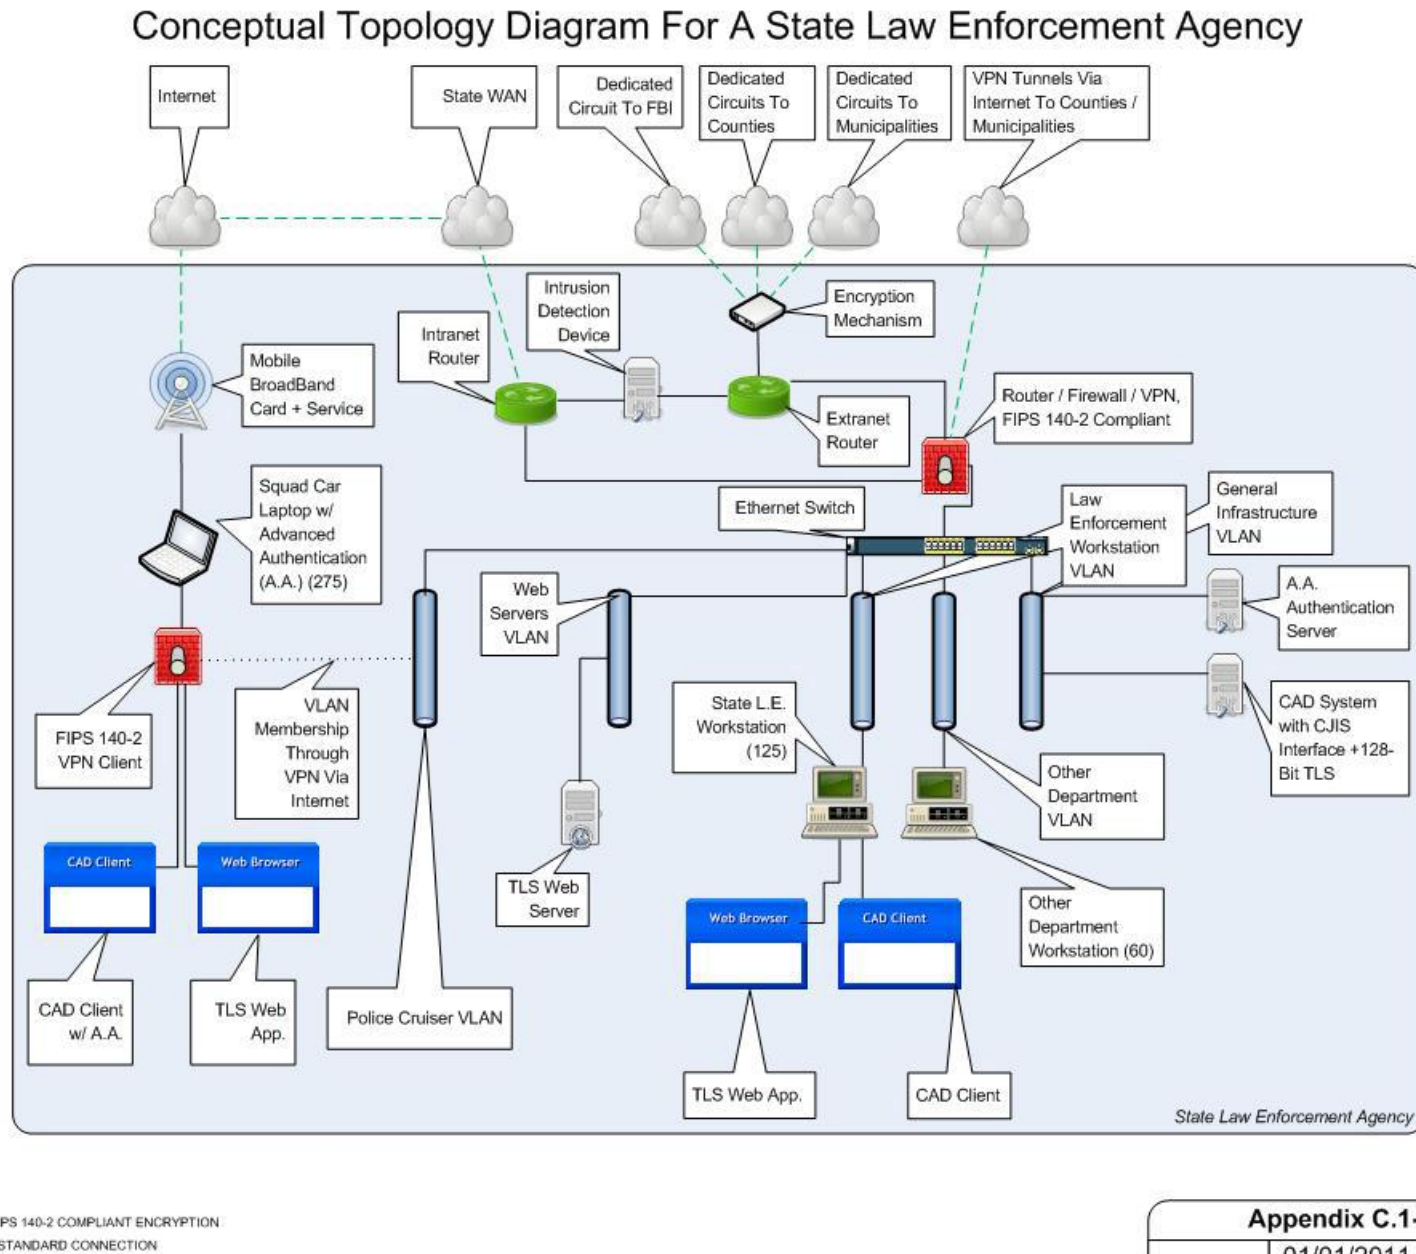 Conceptual Topology Diagram For A State Law Enforcement Agency
Internet
State WAN
Dedicated
Circuit To FBI
Dedicated
Circuits To
Counties
Dedicated
Circuits To
Municipalities
VPN Tunnels Via
Internet To Counties /
Municipalities
Intrusion
Detection
Device
Encryption
Mechanism
Intranet
Router
Mobile
BroadBand
Card + Service
Router / Firewall / VPN,
FIPS 140-2 Compliant
Extranet
Router
Squad Car
Laptop w/
Advanced
Authentication
(A.A.) (275)
Ethernet Switch
Law
Enforcement
Workstation
VLAN
General
Infrastructure
VLAN
Web
Servers
VLAN
A.A.
Authentication
Server
FIPS 140-2
VPN Client
VLAN
Membership
Through
VPN Via
Internet
State L.E.
Workstation
(125)
CAD System
with CJIS
Interface +128-
Bit TLS
Other
Department
VLAN
CAD Client
Web Browser
TLS Web
Server
Web Browser
CAD Client
Other
Department
Workstation (60)
CAD Client
w/ A.A.
TLS Web
App.
Police Cruiser VLAN
TLS Web App.
CAD Client
State Law Enforcement Agency
PS 140-2 COMPLIANT ENCRYPTION
STANDARD CONNECTION
Appendix C.1-
01/01/2011